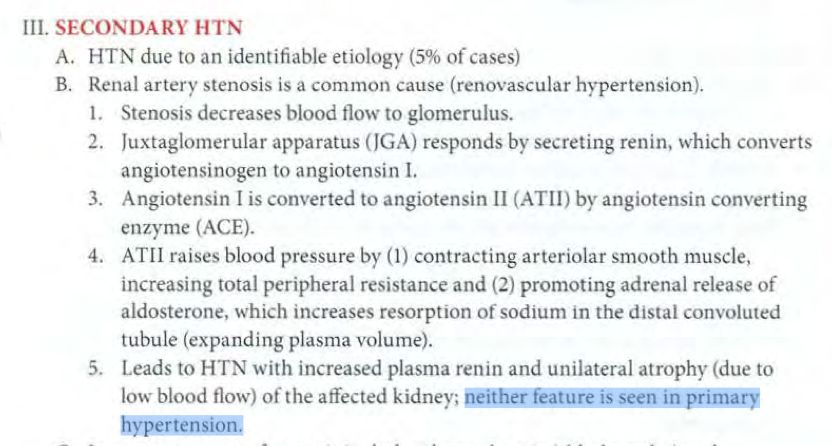 III. SECONDARY HTN
A. HTN due to an identifiable etiology (5% of cases)
B. Renal artery stenosis is a common cause (renovascular hypertension).
1. Stenosis decreases blood flow to glomerulus.
2. Juxtaglomerular apparatus (JGA) responds by secreting renin, which converts
angiotensinogen to angiotensin I.
3. Angiotensin I is converted to angiotensin II (ATII) by angiotensin converting
enzyme (ACE).
4. ATII raises blood pressure by (1) contracting arteriolar smooth muscle,
increasing total peripheral resistance and (2) promoting adrenal release of
aldosterone, which increases resorption of sodium in the distal convoluted
tubule (expanding plasma volume).
5. Leads to HTN with increased plasma renin and unilateral atrophy (due to
low blood flow) of the affected kidney; neither feature is seen in primary
hypertension.